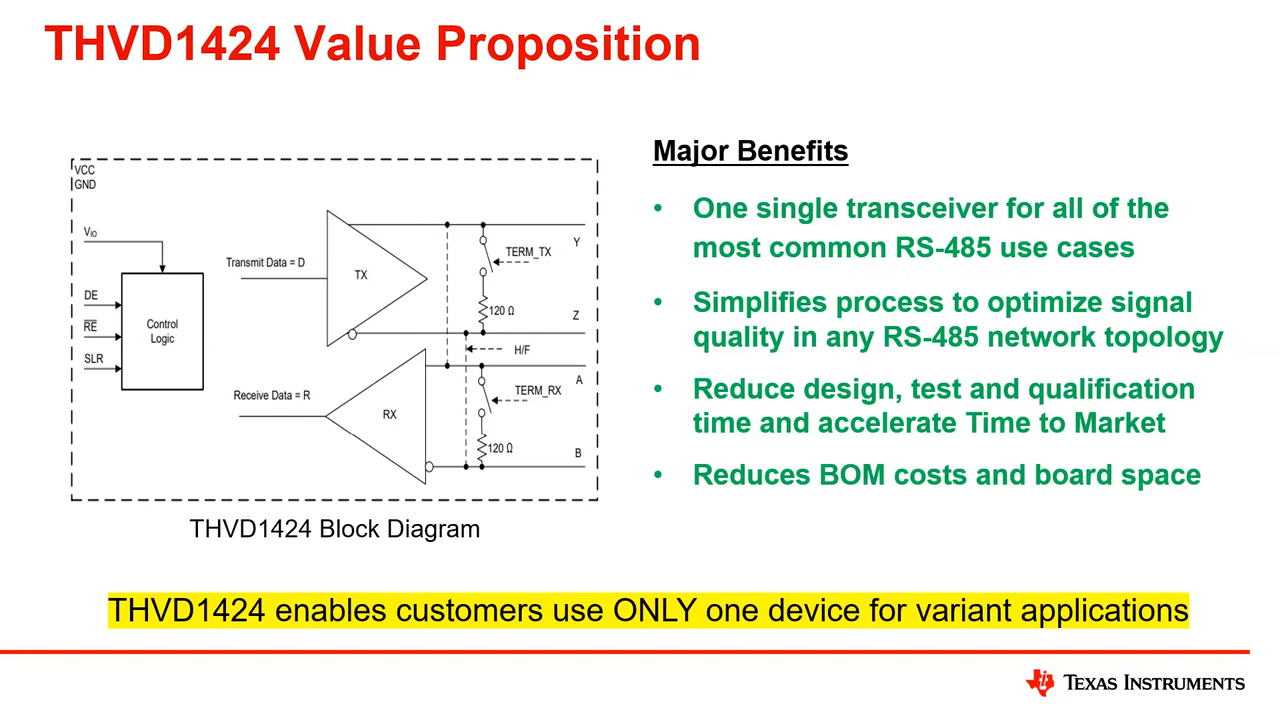 THVD1424 Value Proposition
VCC
GND
VIO
DE
RE
SLR
Control
Logic
Transmit Data = D
TX
Y
TERM_TX
120 Ω
Z
H/F
A
Receive Data = R
RX
TERM_RX
120 Ω
B
THVD1424 Block Diagram
Major Benefits
• One single transceiver for all of the
most common RS-485 use cases
• Simplifies process to optimize signal
quality in any RS-485 network topology
• Reduce design, test and qualification
time and accelerate Time to Market
• Reduces BOM costs and board space
THVD1424 enables customers use ONLY one device for variant applications
TEXAS INSTRUMENTS